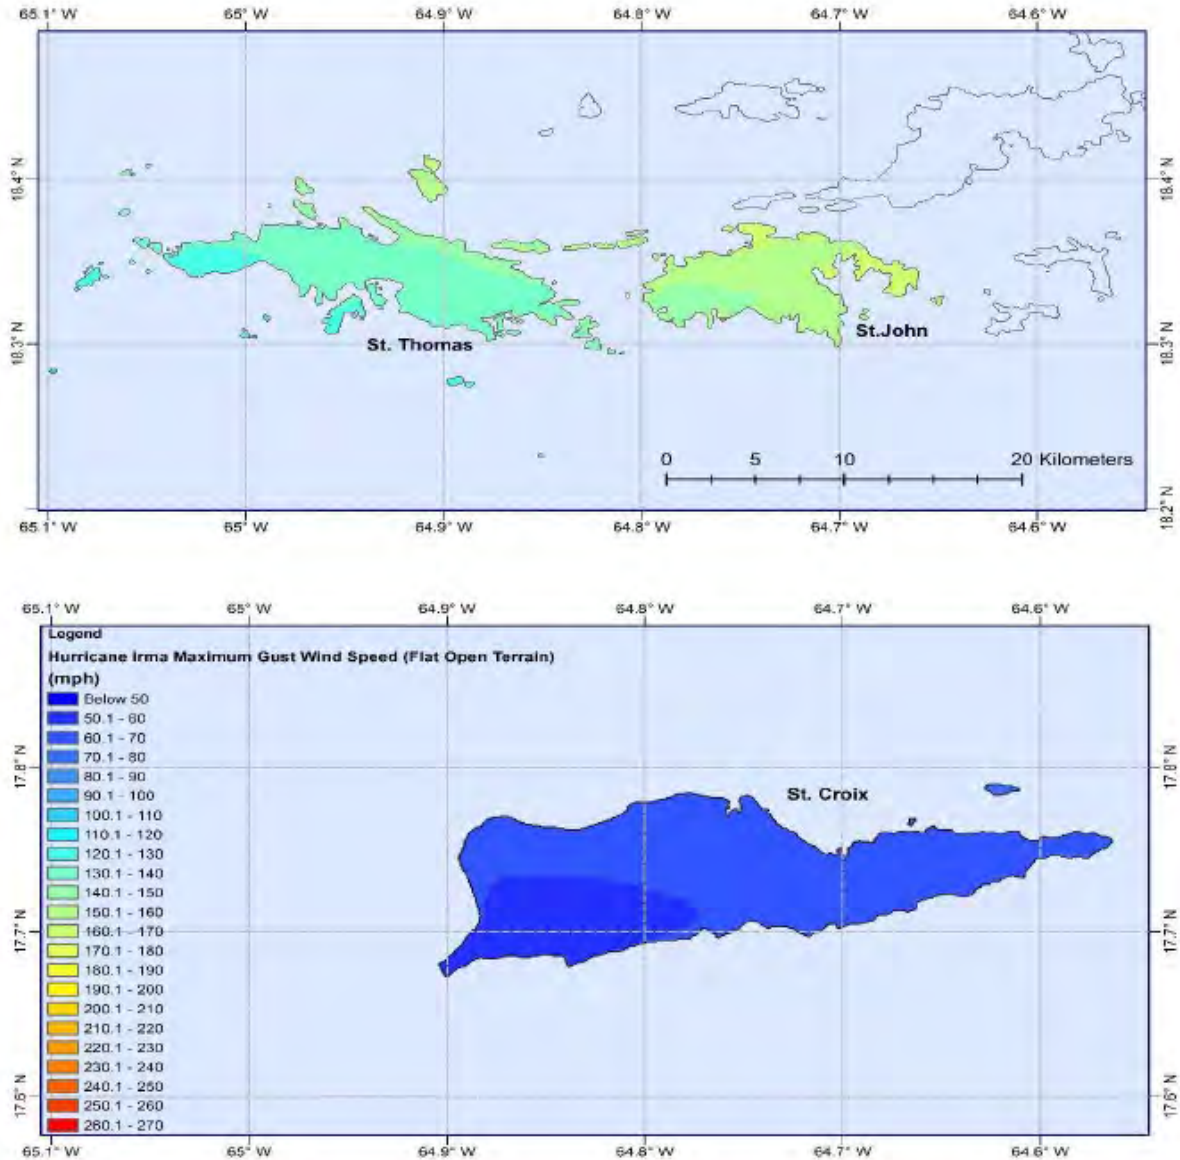 65.1° W 65° W 64.9° W 64.8° W 64.7° W 64.6° W
18.4° N 18.4° N
St. Thomas
St.John
18.3° N 18.3° N
0 5 10 20 Kilometers
18.2° N
65.1° W 65° W 64.9° W 64.8° W 64.7° W 64.6° W
65.1° W 65° W 64.9° W 64.8° W 64.7° W 64.6° W
Legend
Hurricane Irma Maximum Gust Wind Speed (Flat Open Terrain)
(mph)
Below 50
50.1 - 60
60.1 - 70
70.1 - 80
80.1 - 90
90.1 - 100
100.1 - 110
110.1 - 120
120.1 - 130
130.1 - 140
140.1 - 150
150.1 - 160
160.1 - 170
170.1 - 180
180.1 - 190
190.1 - 200
200.1 - 210
210.1 - 220
220.1 - 230
230.1 - 240
240.1 - 250
250.1 - 260
260.1 - 270
17.8° N 17.8° N
St. Croix
17.7° N 17.7° N
17.6° N 17.6° N
65.1° W 65° W 64.9° W 64.8° W 64.7° W 64.6° W